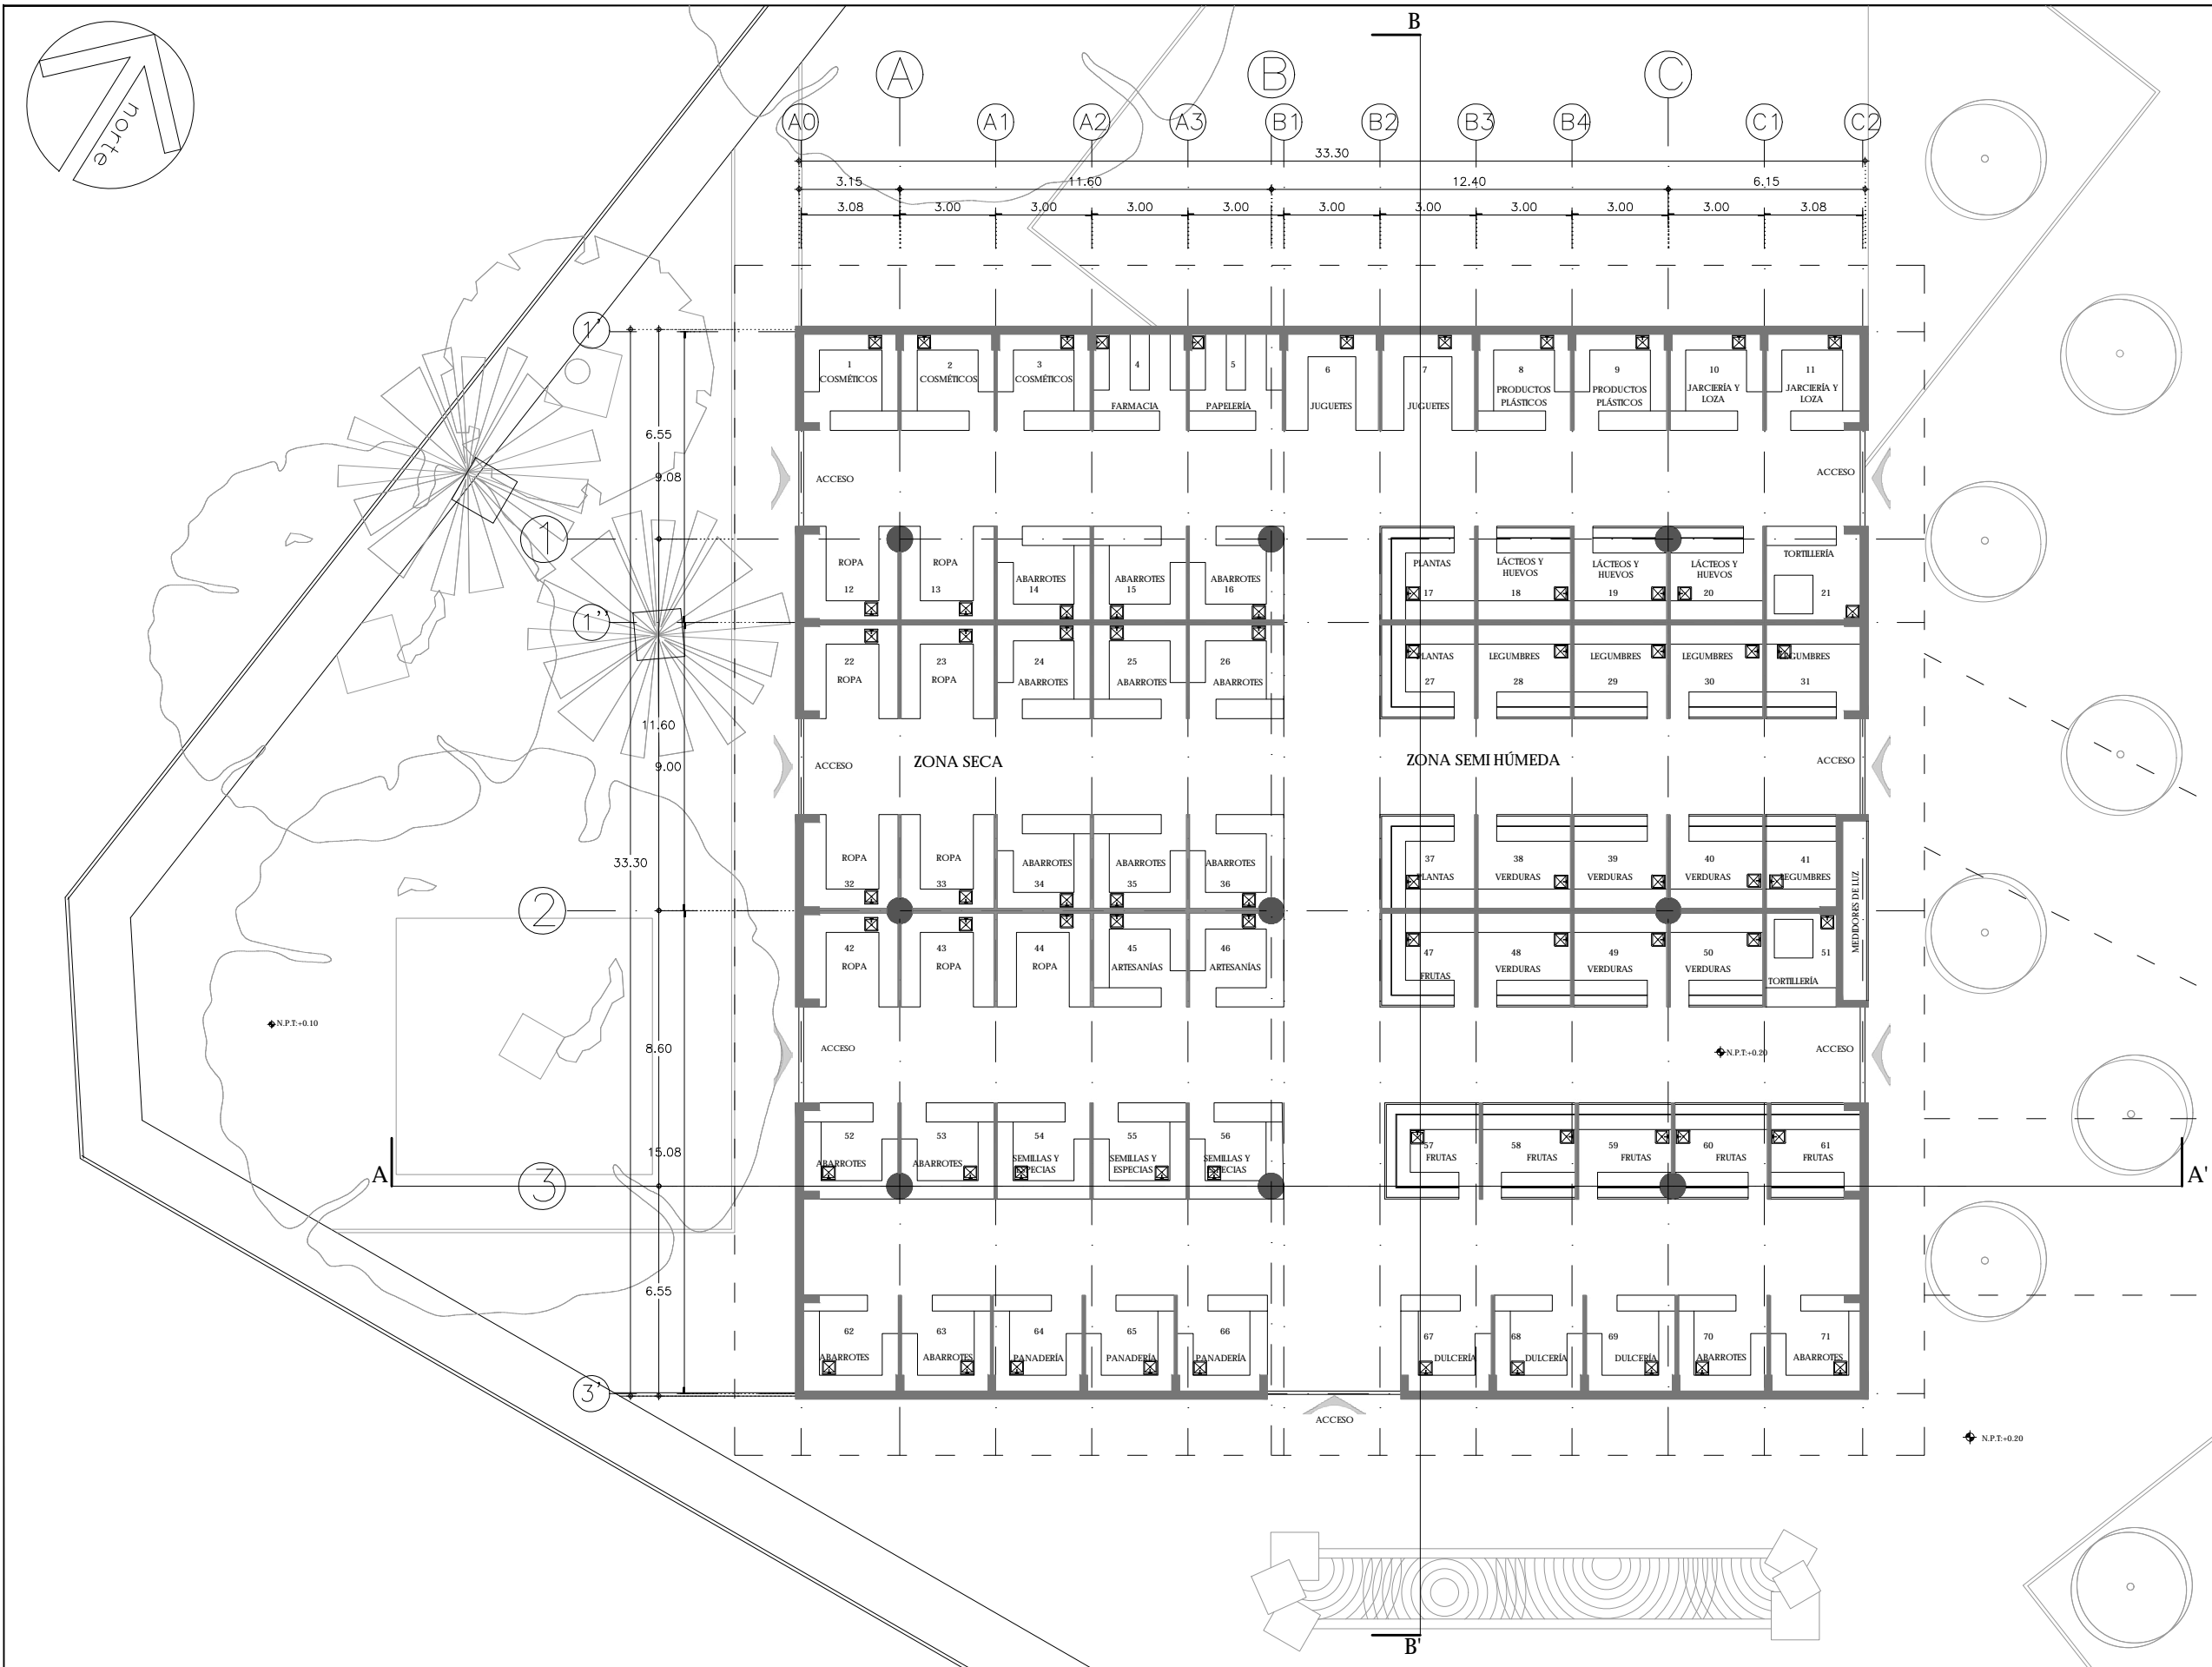 B
norte
A
B
C
A0
A1
A2
A3
B1
B2
B3
B4
C1
C2
33.30
3.15
11.60
12.40
6.15
3.08
3.00
3.00
3.00
3.00
3.00
3.00
3.00
3.00
3.00
3.08
1'
1
COSMÉTICOS
2
COSMÉTICOS
3
COSMÉTICOS
4
FARMACIA
5
PAPELERÍA
6
JUGUETES
7
JUGUETES
8
PRODUCTOS
PLÁSTICOS
9
PRODUCTOS
PLÁSTICOS
10
JARCIERÍA Y
LOZA
11
JARCIERÍA Y
LOZA
6.55
9.08
ACCESO
ACCESO
1
ROPA
12
ROPA
13
ABARROTES
14
ABARROTES
15
ABARROTES
16
PLANTAS
17
LÁCTEOS Y
HUEVOS
18
LÁCTEOS Y
HUEVOS
19
LÁCTEOS Y
HUEVOS
20
TORTILLERÍA
21
1''
22
ROPA
23
ROPA
24
ABARROTES
25
ABARROTES
26
ABARROTES
PLANTAS
27
LEGUMBRES
28
LEGUMBRES
29
LEGUMBRES
30
LEGUMBRES
31
11.60
9.00
ACCESO
ZONA SECA
ZONA SEMI HÚMEDA
ACCESO
33.30
ROPA
32
ROPA
33
ABARROTES
34
ABARROTES
35
ABARROTES
36
37
PLANTAS
38
VERDURAS
39
VERDURAS
40
VERDURAS
41
LEGUMBRES
MEDIDORES DE LUZ
2
42
ROPA
43
ROPA
44
ROPA
45
ARTESANÍAS
46
ARTESANÍAS
47
FRUTAS
48
VERDURAS
49
VERDURAS
50
VERDURAS
51
TORTILLERÍA
N.P.T:+0.10
8.60
ACCESO
N.P.T:+0.20
ACCESO
15.08
52
ABARROTES
53
ABARROTES
54
SEMILLAS Y
ESPECIAS
55
SEMILLAS Y
ESPECIAS
56
SEMILLAS Y
ESPECIAS
57
FRUTAS
58
FRUTAS
59
FRUTAS
60
FRUTAS
61
FRUTAS
A
3
A'
6.55
62
ABARROTES
63
ABARROTES
64
PANADERÍA
65
PANADERÍA
66
PANADERÍA
67
DULCERÍA
68
DULCERÍA
69
DULCERÍA
70
ABARROTES
71
ABARROTES
3'
ACCESO
N.P.T:+0.20
B'